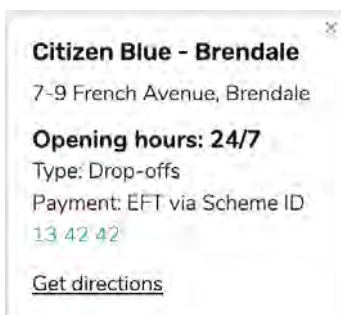 Citizen Blue - Brendale
7-9 French Avenue, Brendale
Opening hours: 24/7
Type: Drop-offs
Payment: EFT via Scheme ID
13 42 42
Get directions